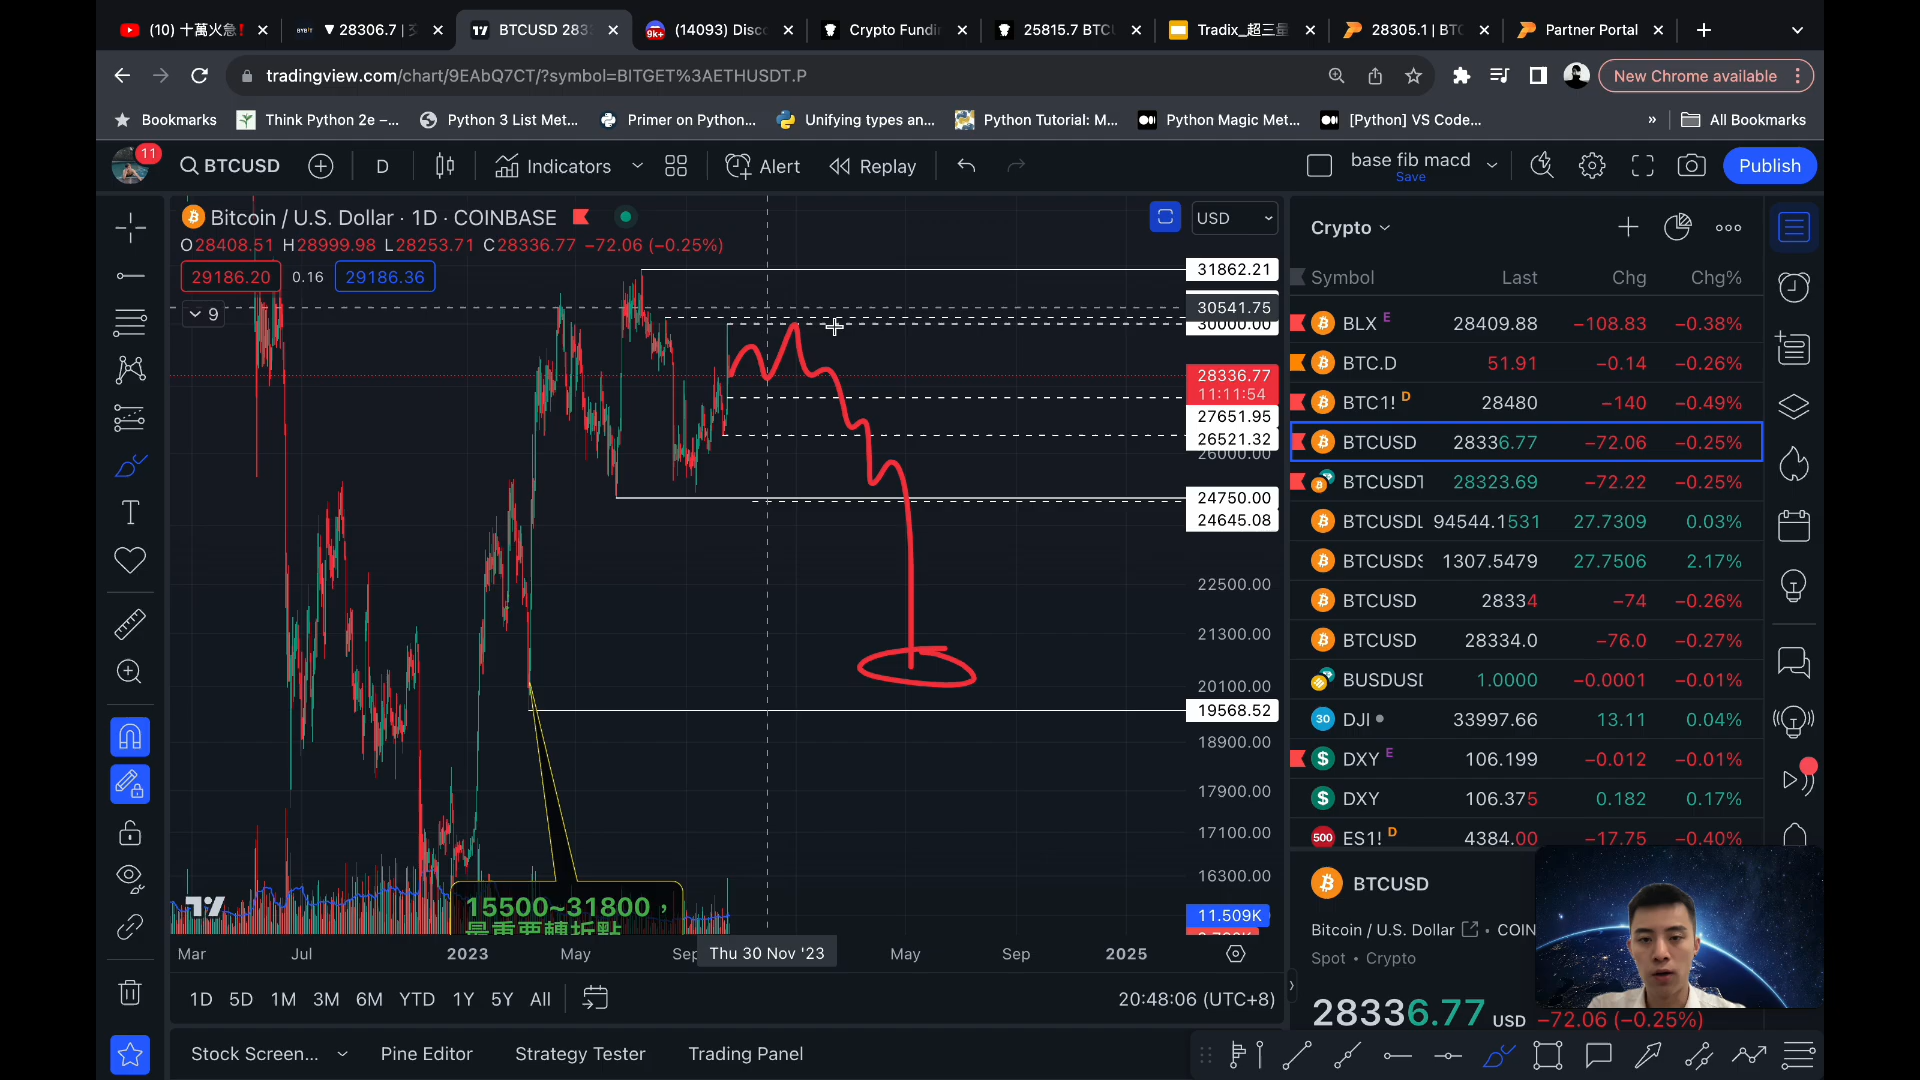 (10) 十萬火急!
▼ 28306.7 |
BTCUSD 283
(14093) Disc
Crypto Fundi
25815.7 BTC
Tradix_超三量
28305.1 | BTC
Partner Portal
tradingview.com/chart/9EAbQ7CT/?symbol=BITGET%3AETHUSDT.P
New Chrome available
Bookmarks
Think Python 2e –...
Python 3 List Met...
Primer on Python...
Unifying types an...
Python Tutorial: M...
Python Magic Met...
[Python] VS Code...
»
All Bookmarks
11
BTCUSD
D
Indicators
Alert
Replay
base fib macd
Save
Publish
Bitcoin / U.S. Dollar · 1D · COINBASE
USD
O28408.51 H28999.98 L28253.71 C28336.77 −72.06 (−0.25%)
29186.20 0.16 29186.36
9
31862.21
30541.75
30000.00
28336.77
11:11:54
27651.95
26521.32
26000.00
24750.00
24645.08
22500.00
21300.00
20100.00
19568.52
18900.00
17900.00
17100.00
16300.00
11.509K
15500~31800，
最重要轉折點
Mar Jul 2023 May Sep Thu 30 Nov '23 May Sep 2025
1D 5D 1M 3M 6M YTD 1Y 5Y All
20:48:06 (UTC+8)
Stock Screen... Pine Editor Strategy Tester Trading Panel
Crypto
Symbol Last Chg Chg%
BLX E 28409.88 −108.83 −0.38%
BTC.D 51.91 −0.14 −0.26%
BTC1! D 28480 −140 −0.49%
BTCUSD 28336.77 −72.06 −0.25%
BTCUSDT 28323.69 −72.22 −0.25%
BTCUSDL 94544.1531 27.7309 0.03%
BTCUSDS 1307.5479 27.7506 2.17%
BTCUSD 28334 −74 −0.26%
BTCUSD 28334.0 −76.0 −0.27%
BUSDUSD 1.0000 −0.0001 −0.01%
30 DJI 33997.66 13.11 0.04%
DXY E 106.199 −0.012 −0.01%
DXY 106.375 0.182 0.17%
500 ES1! D 4384.00 −17.75 −0.40%
BTCUSD
Bitcoin / U.S. Dollar · COIN
Spot • Crypto
28336.77 USD −72.06 (−0.25%)